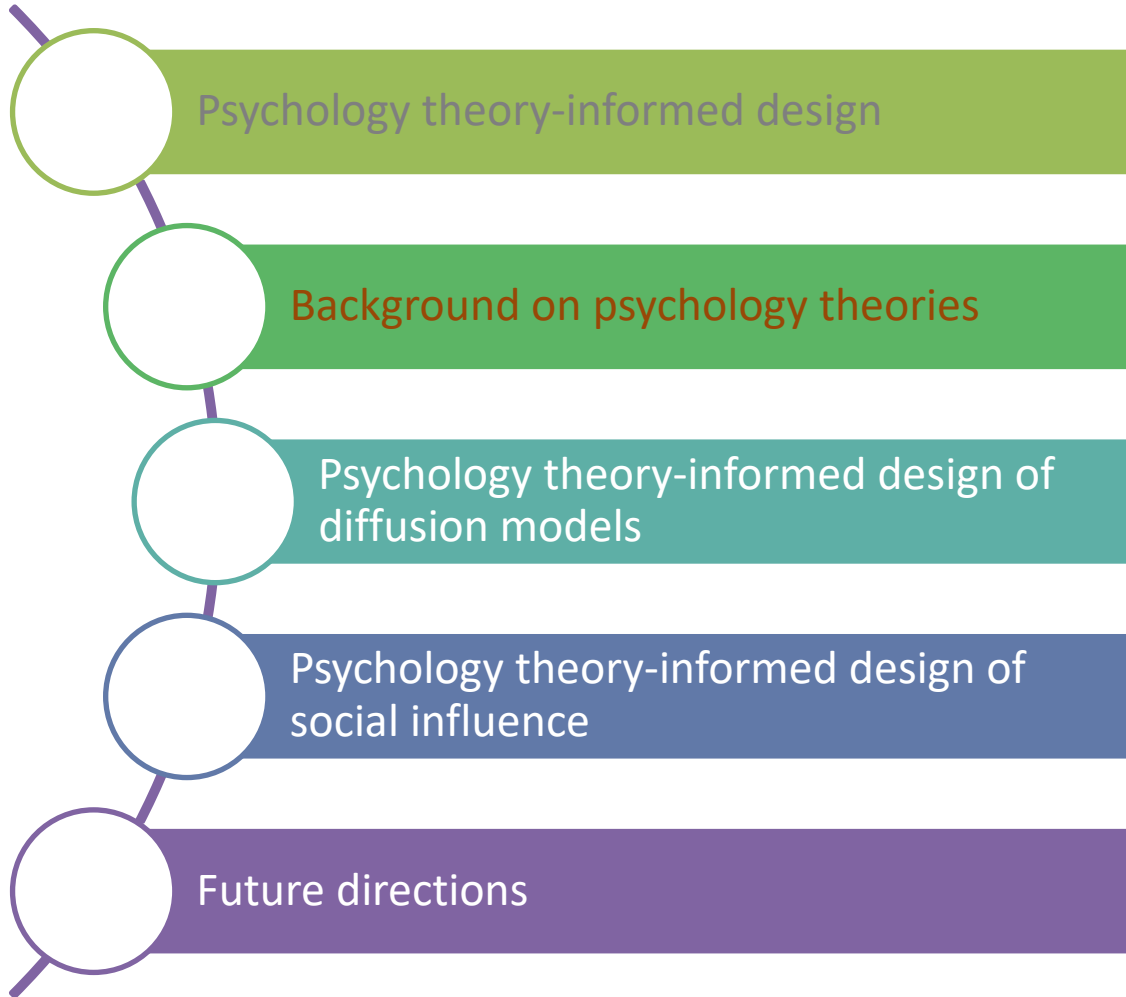 Psychology theory-informed design
Background on psychology theories
Psychology theory-informed design of
diffusion models
Psychology theory-informed design of
social influence
Future directions